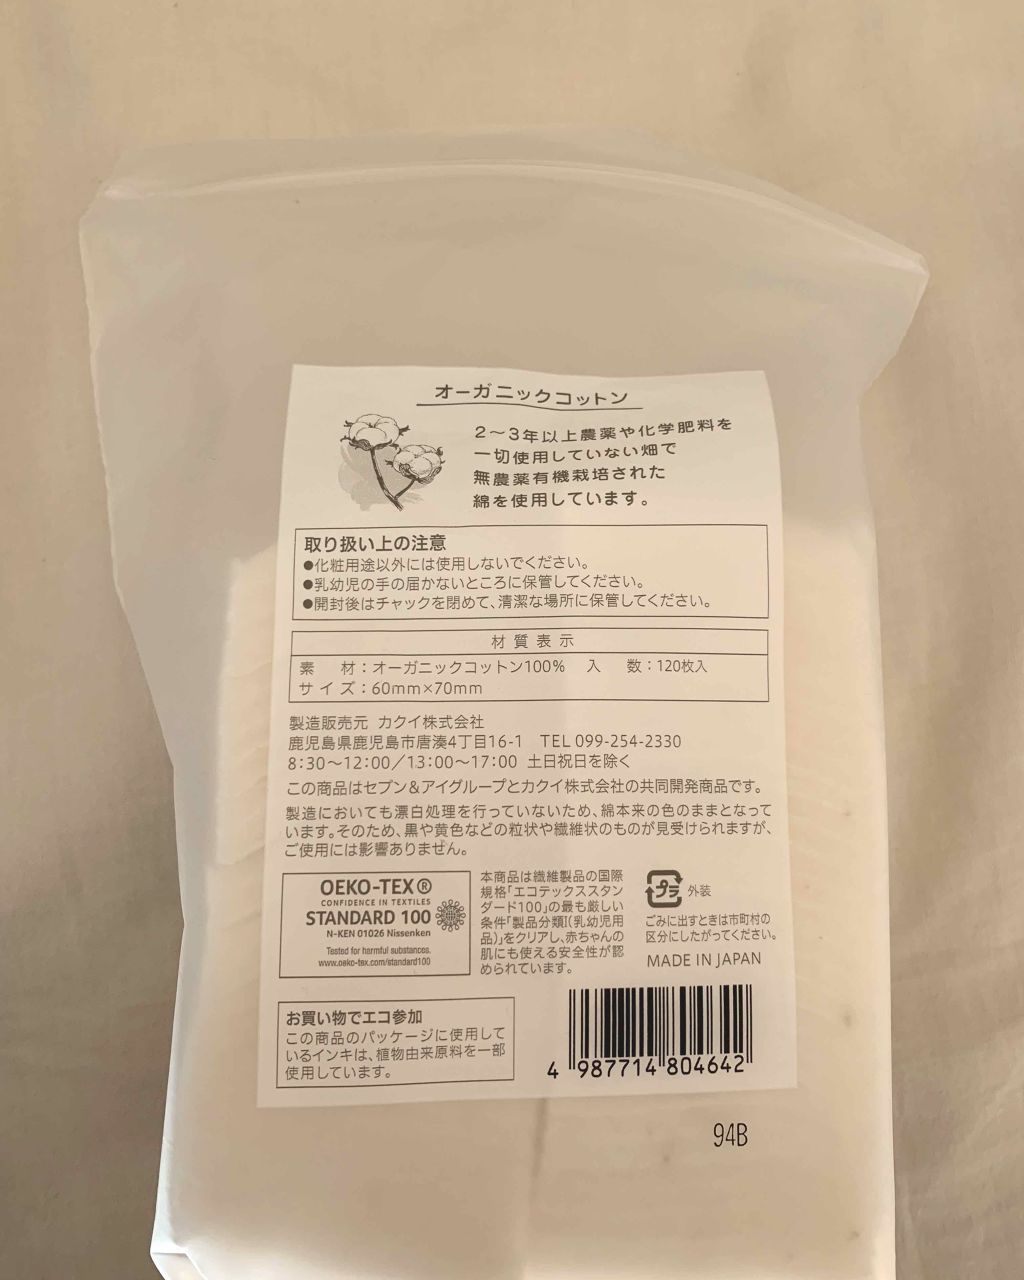 オーガニックコットン
2〜3年以上農薬や化学肥料を
一切使用していない畑で
無農薬有機栽培された
綿を使用しています。
取り扱い上の注意
●化粧用途以外には使用しないでください。
●乳幼児の手の届かないところに保管してください。
●開封後はチャックを閉めて、清潔な場所に保管してください。
材質表示
素 材：オーガニックコットン100% 入 数：120枚入
サイズ：60mm×70mm
製造販売元 カクイ株式会社
鹿児島県鹿児島市唐湊4丁目16-1 TEL 099-254-2330
8:30〜12:00／13:00〜17:00 土日祝日を除く
この商品はセブン&アイグループとカクイ株式会社の共同開発商品です。
製造においても漂白処理を行っていないため、綿本来の色のままとなって
います。そのため、黒や黄色などの粒状や繊維状のものが見受けられますが、
ご使用には影響ありません。
OEKO-TEX®
CONFIDENCE IN TEXTILES
STANDARD 100
N-KEN 01026 Nissenken
Tested for harmful substances.
www.oeko-tex.com/standard100
本商品は繊維製品の国際
規格「エコテックススタン
ダード100」の最も厳しい
条件「製品分類I(乳幼児用
品)」をクリアし、赤ちゃんの
肌にも使える安全性が認
められています。
プラ 外装
ごみに出すときは市町村の
区分にしたがってください。
MADE IN JAPAN
お買い物でエコ参加
この商品のパッケージに使用して
いるインキは、植物由来原料を一部
使用しています。
4 987714 804642
94B